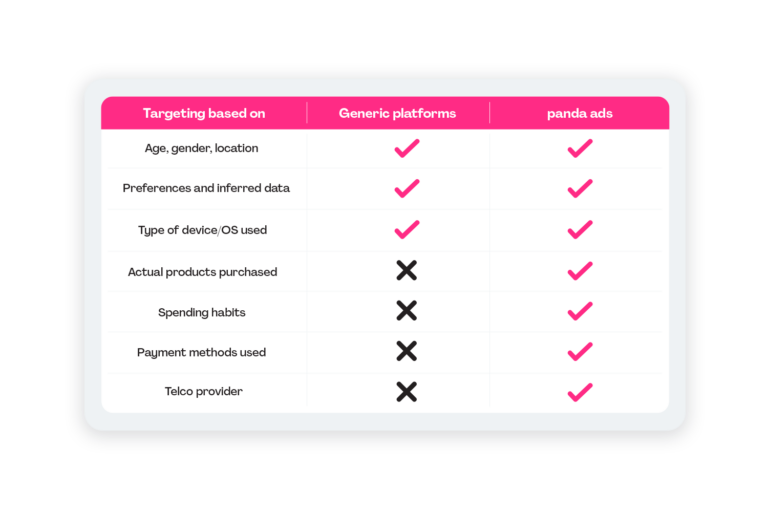 Targeting based on Generic platforms panda ads
Age, gender, location
Preferences and inferred data
Type of device/OS used
Actual products purchased
Spending habits
Payment methods used
Telco provider